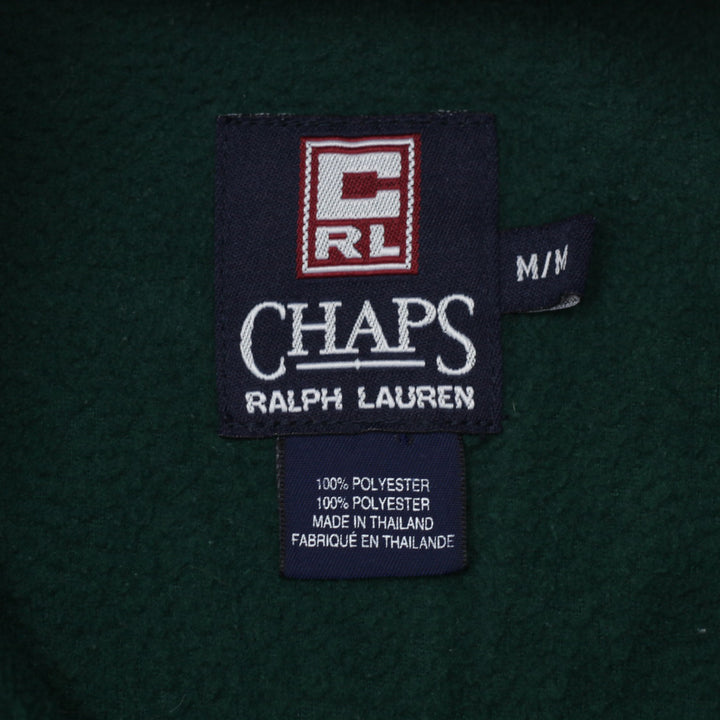 C
RL
M/M
CHAPS
RALPH LAUREN
100% POLYESTER
100% POLYESTER
MADE IN THAILAND
FABRIQUÉ EN THAILANDE